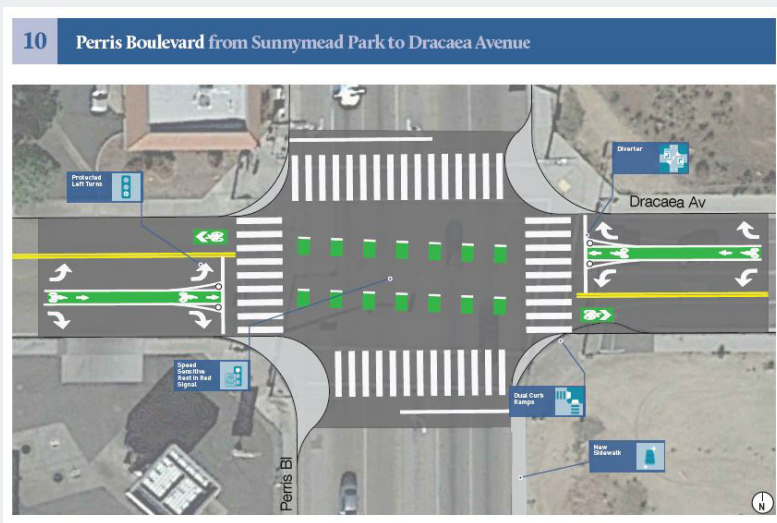 10
Perris Boulevard from Sunnymead Park to Dracaea Avenue
Protected
Left Turns
Diverter
Dracaea Av
Speed
Sensitive
Rest in Red
Signal
Dual Curb
Ramps
New
Sidewalk
Perris Bl
N